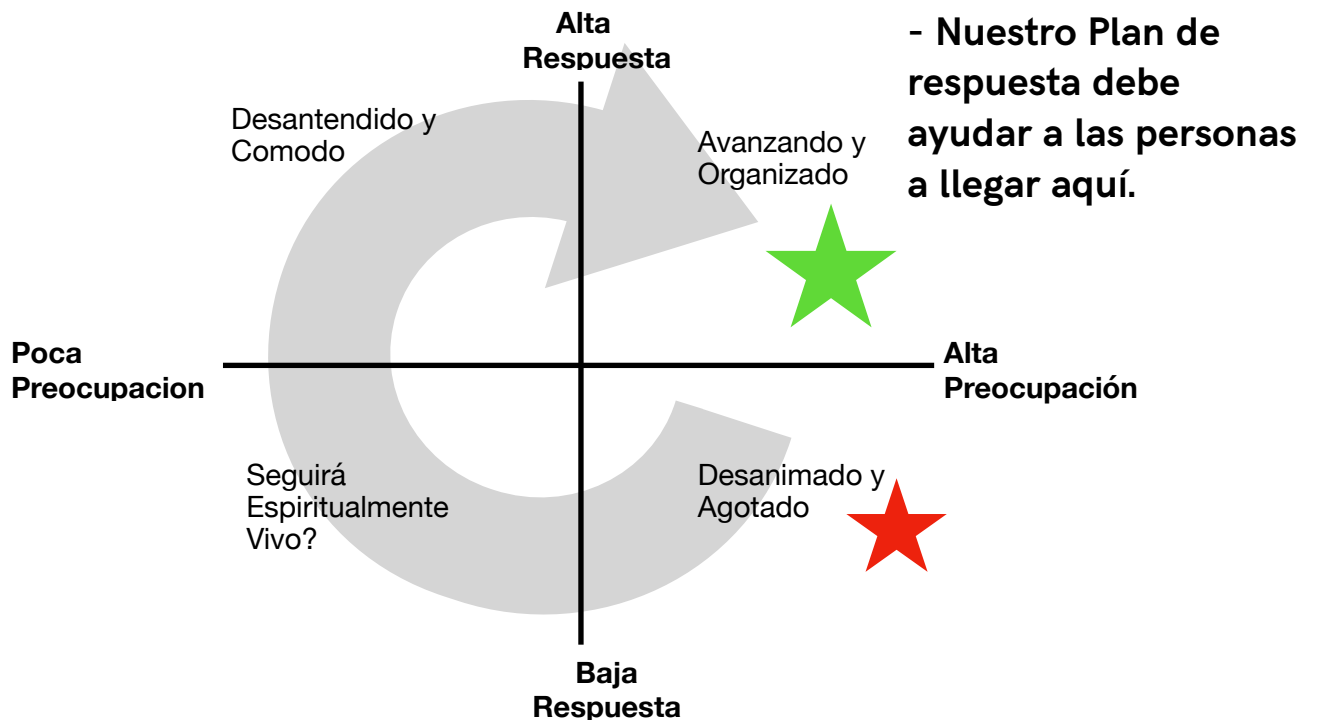 Alta
Respuesta
- Nuestro Plan de
respuesta debe
ayudar a las personas
a llegar aquí.
Desantendido y
Comodo
Avanzando y
Organizado
Poca
Preocupacion
Alta
Preocupación
Seguirá
Espiritualmente
Vivo?
Desanimado y
Agotado
Baja
Respuesta